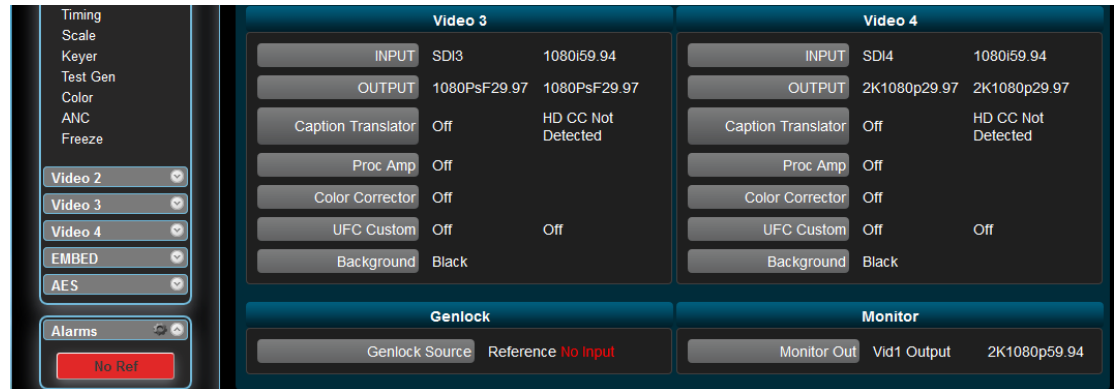 Timing
Scale
Keyer
Test Gen
Color
ANC
Freeze
Video 2
Video 3
Video 4
EMBED
AES
Alarms
No Ref
Video 3
INPUT SDI3 1080i59.94
OUTPUT 1080PsF29.97 1080PsF29.97
Caption Translator Off HD CC Not
Detected
Proc Amp Off
Color Corrector Off
UFC Custom Off Off
Background Black
Video 4
INPUT SDI4 1080i59.94
OUTPUT 2K1080p29.97 2K1080p29.97
Caption Translator Off HD CC Not
Detected
Proc Amp Off
Color Corrector Off
UFC Custom Off Off
Background Black
Genlock
Genlock Source Reference No Input
Monitor
Monitor Out Vid1 Output 2K1080p59.94